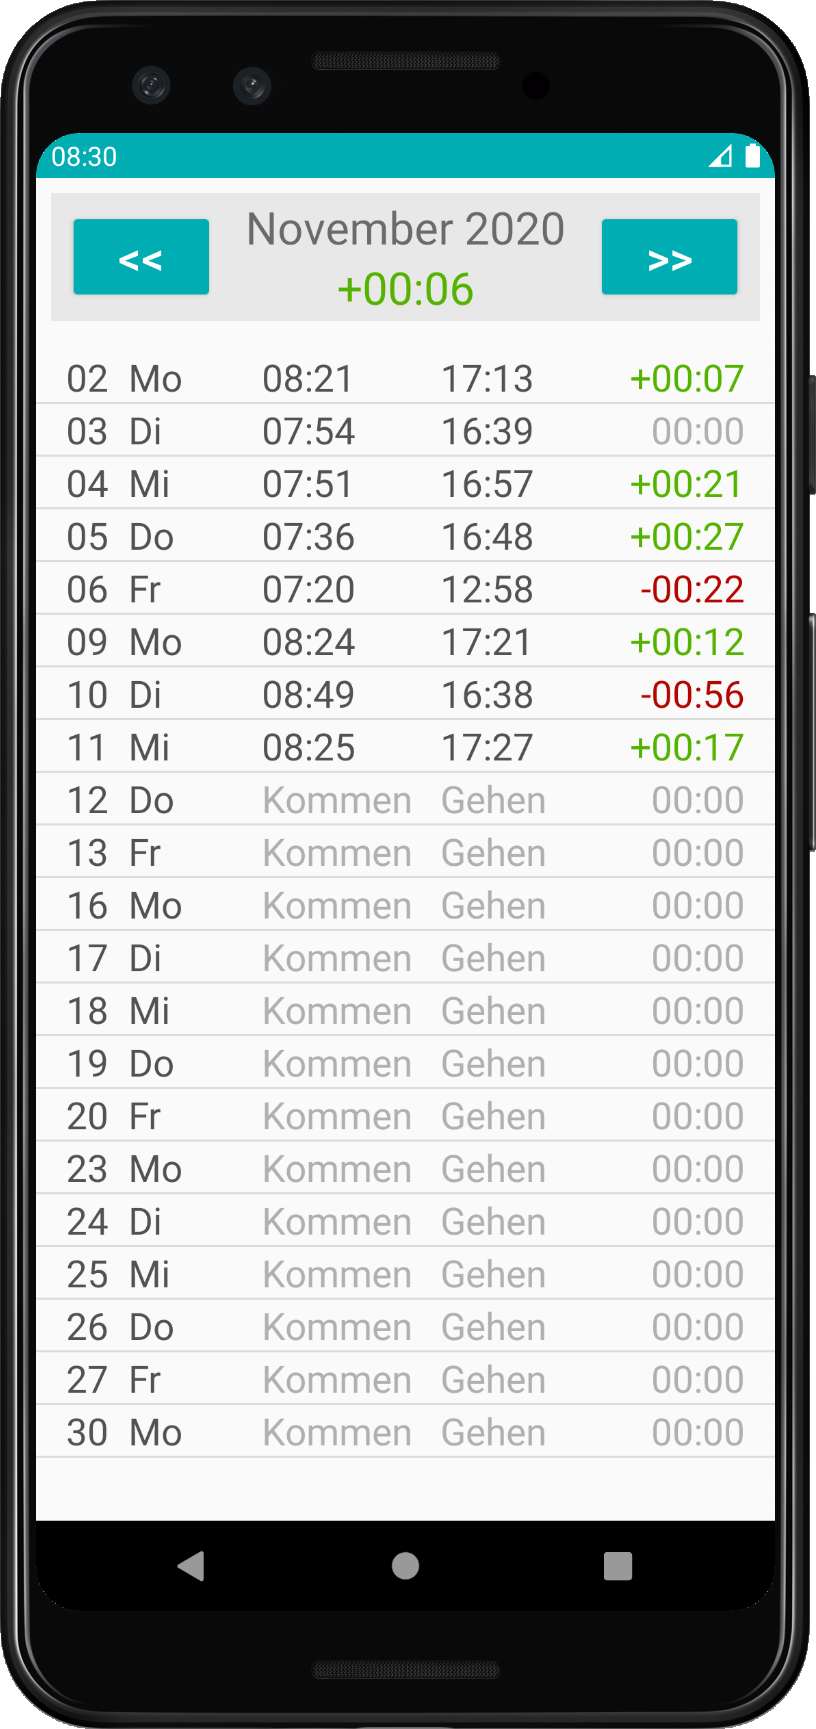 08:30
<< November 2020 >>
+00:06
02 Mo 08:21 17:13 +00:07
03 Di 07:54 16:39 00:00
04 Mi 07:51 16:57 +00:21
05 Do 07:36 16:48 +00:27
06 Fr 07:20 12:58 -00:22
09 Mo 08:24 17:21 +00:12
10 Di 08:49 16:38 -00:56
11 Mi 08:25 17:27 +00:17
12 Do Kommen Gehen 00:00
13 Fr Kommen Gehen 00:00
16 Mo Kommen Gehen 00:00
17 Di Kommen Gehen 00:00
18 Mi Kommen Gehen 00:00
19 Do Kommen Gehen 00:00
20 Fr Kommen Gehen 00:00
23 Mo Kommen Gehen 00:00
24 Di Kommen Gehen 00:00
25 Mi Kommen Gehen 00:00
26 Do Kommen Gehen 00:00
27 Fr Kommen Gehen 00:00
30 Mo Kommen Gehen 00:00